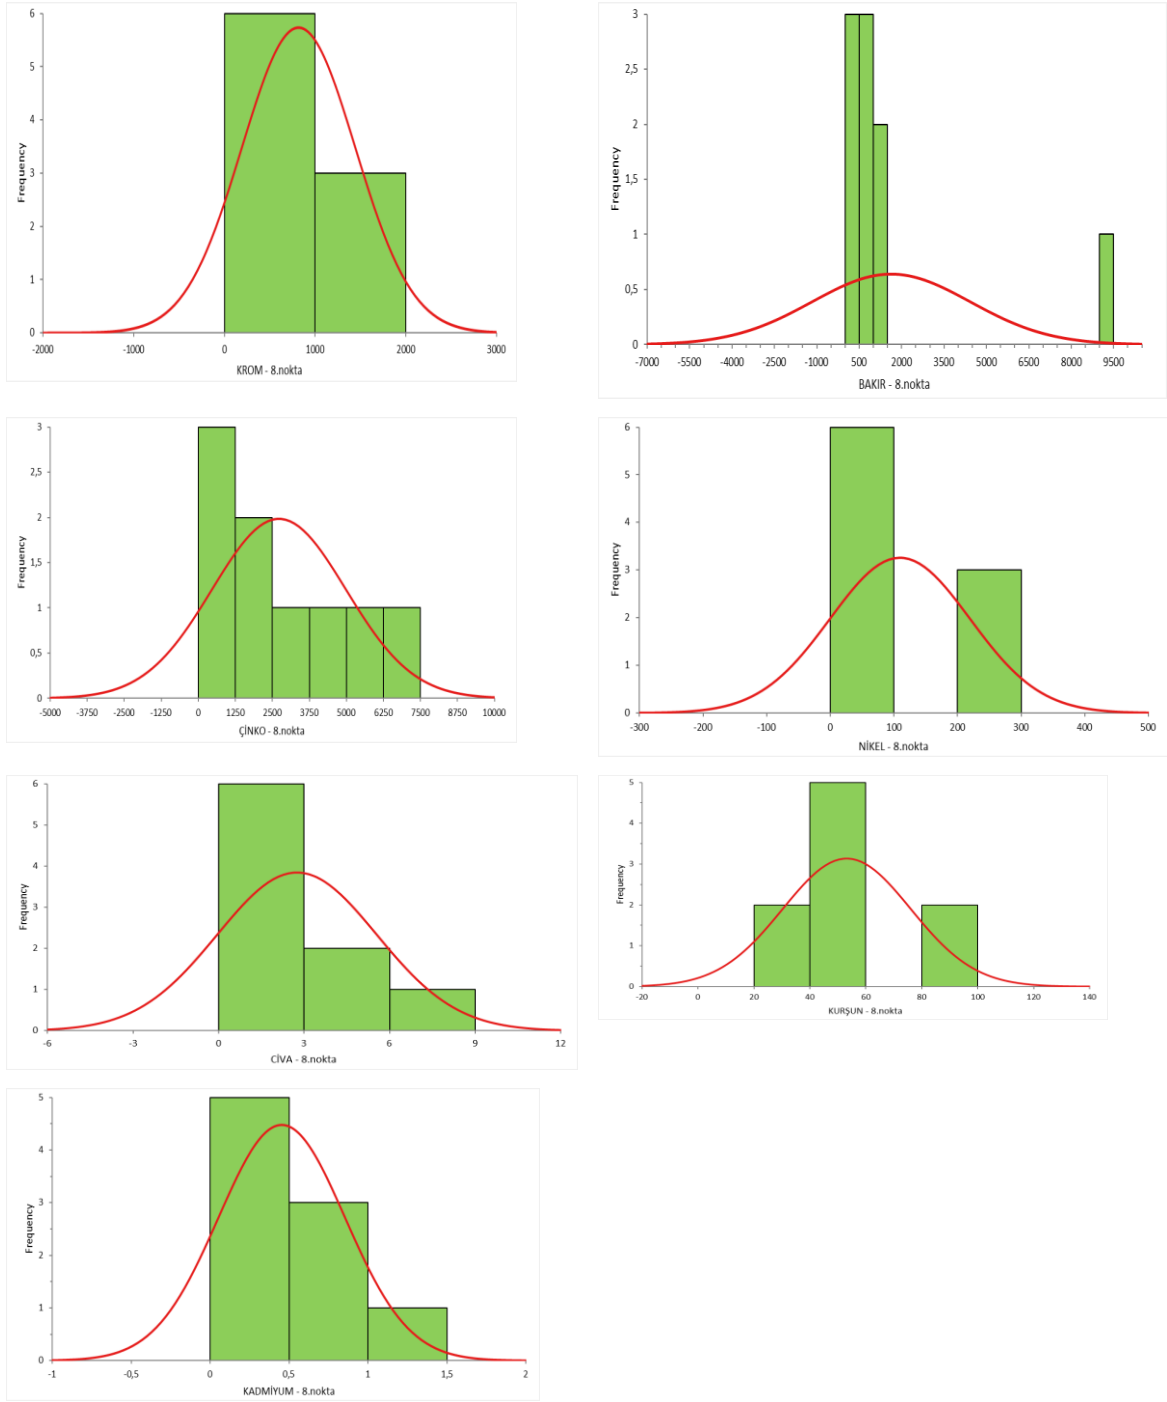 6
5
4
3
2
1
0
Frequency
-2000 -1000 0 1000 2000 3000
KROM - 8.nokta
3
2,5
2
1,5
1
0,5
0
Frequency
-7000 -5500 -4000 -2500 -1000 500 2000 3500 5000 6500 8000 9500
BAKIR - 8.nokta
3
2,5
2
1,5
1
0,5
0
Frequency
-5000 -3750 -2500 -1250 0 1250 2500 3750 5000 6250 7500 8750 10000
ÇİNKO - 8.nokta
6
5
4
3
2
1
0
Frequency
-300 -200 -100 0 100 200 300 400 500
NİKEL - 8.nokta
6
5
4
3
2
1
0
Frequency
-6 -3 0 3 6 9 12
CİVA - 8.nokta
5
4
3
2
1
0
Frequency
-20 0 20 40 60 80 100 120 140
KURŞUN - 8.nokta
5
4
3
2
1
0
Frequency
-1 -0,5 0 0,5 1 1,5 2
KADMİYUM - 8.nokta